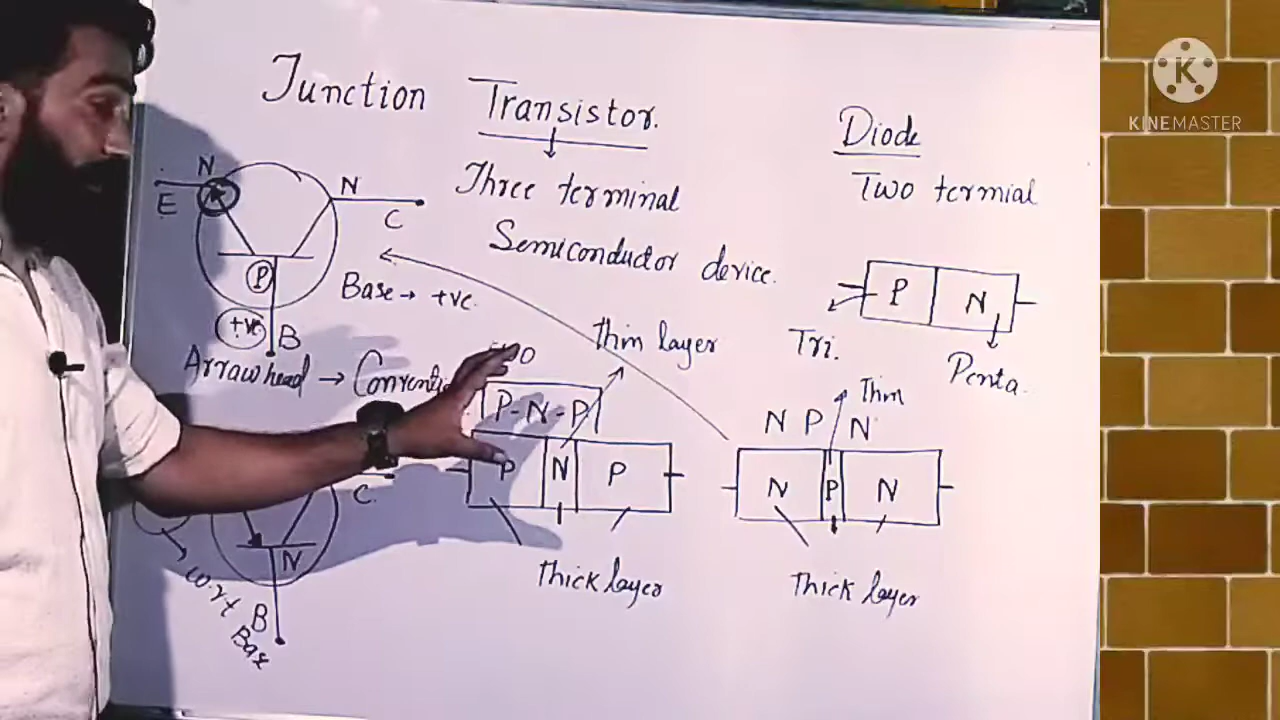 Junction Transistor.
Three terminal
Semiconductor device.
Diode
Two termial
P N
Tri.
Penta.
N N
E C
P
+ve B
Base → +ve.
Arrowhead →
thin layer
P-N-P
P N P
Thick layer
Thin
N P N
N P N
Thick layer
C
N
B
w.r.t
Base
K
KINEMASTER